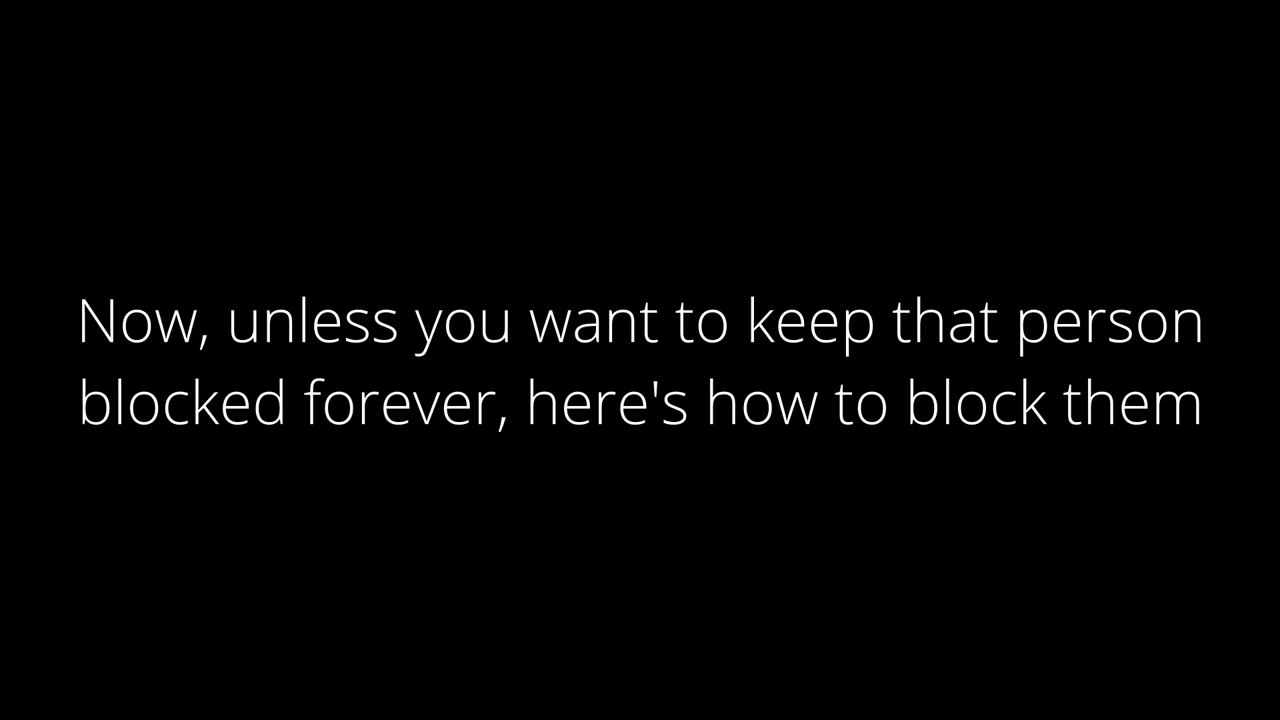 Now, unless you want to keep that person
blocked forever, here's how to block them